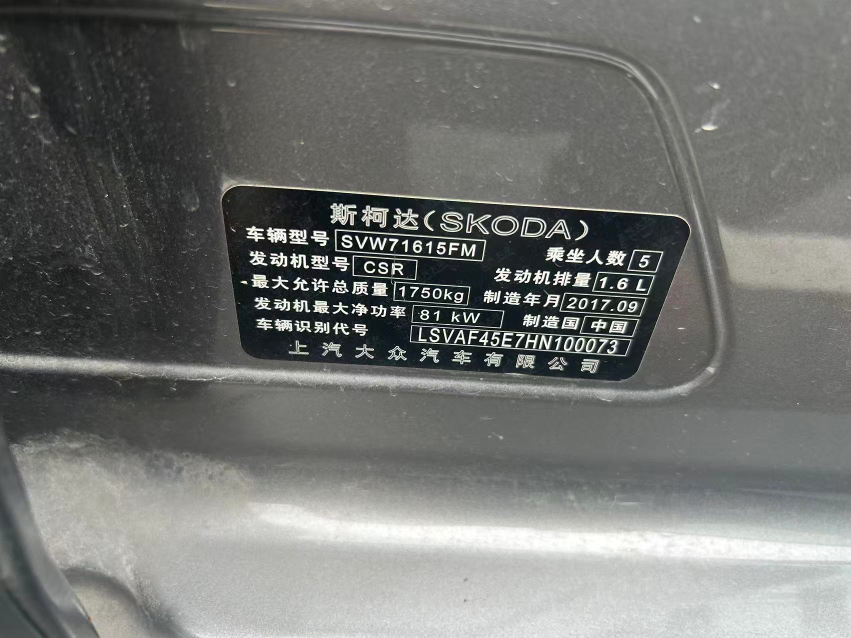 斯柯达(SKODA)
车辆型号 SVW71615FM 乘坐人数 5
发动机型号 CSR 发动机排量 1.6 L
最大允许总质量 1750kg 制造年月 2017.09
发动机最大净功率 81 kW 制造国 中国
车辆识别代号 LSVAF45E7HN100073
上汽大众汽车有限公司